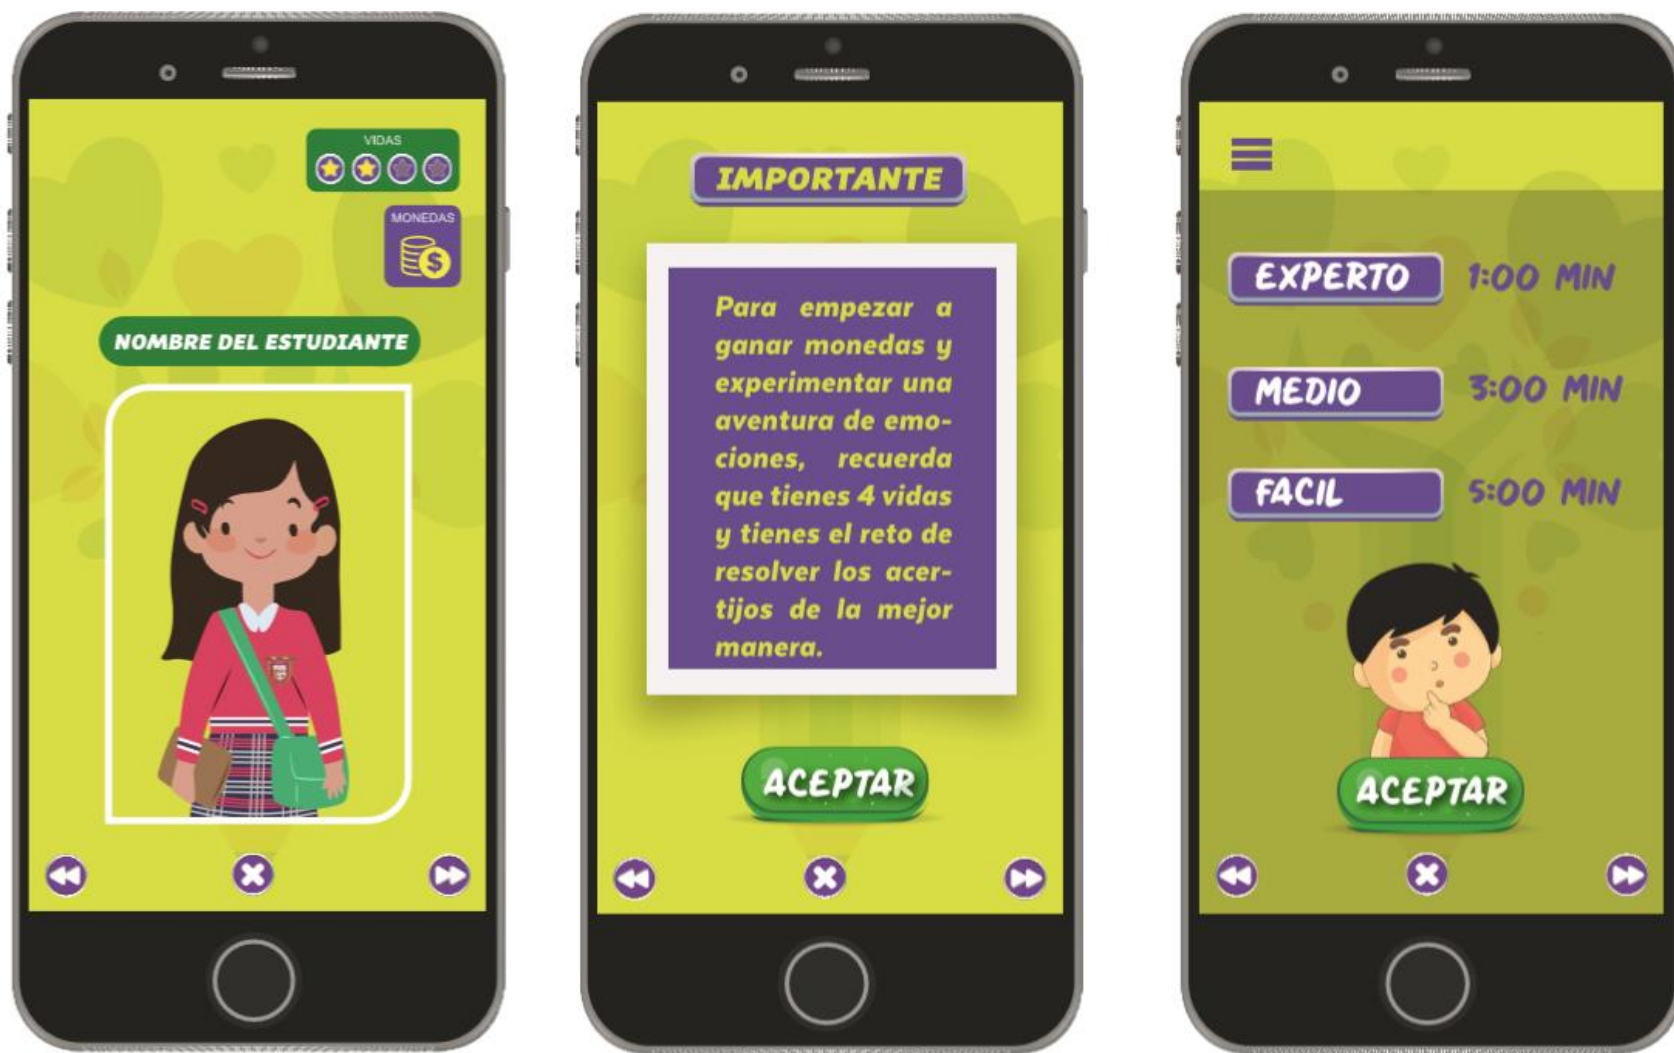 VIDAS
MONEDAS
NOMBRE DEL ESTUDIANTE
IMPORTANTE
Para empezar a
ganar monedas y
experimentar una
aventura de emo-
ciones, recuerda
que tienes 4 vidas
y tienes el reto de
resolver los acer-
tijos de la mejor
manera.
ACEPTAR
EXPERTO 1:00 MIN
MEDIO 3:00 MIN
FACIL 5:00 MIN
ACEPTAR